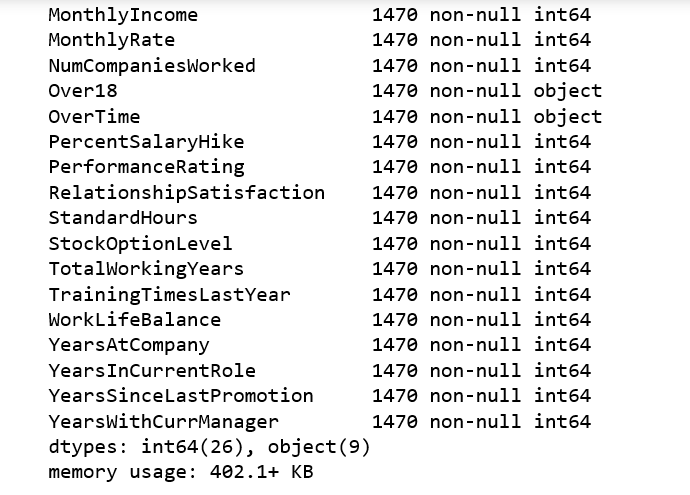 MonthlyIncome 1470 non-null int64
MonthlyRate 1470 non-null int64
NumCompaniesWorked 1470 non-null int64
Over18 1470 non-null object
OverTime 1470 non-null object
PercentSalaryHike 1470 non-null int64
PerformanceRating 1470 non-null int64
RelationshipSatisfaction 1470 non-null int64
StandardHours 1470 non-null int64
StockOptionLevel 1470 non-null int64
TotalWorkingYears 1470 non-null int64
TrainingTimesLastYear 1470 non-null int64
WorkLifeBalance 1470 non-null int64
YearsAtCompany 1470 non-null int64
YearsInCurrentRole 1470 non-null int64
YearsSinceLastPromotion 1470 non-null int64
YearsWithCurrManager 1470 non-null int64
dtypes: int64(26), object(9)
memory usage: 402.1+ KB